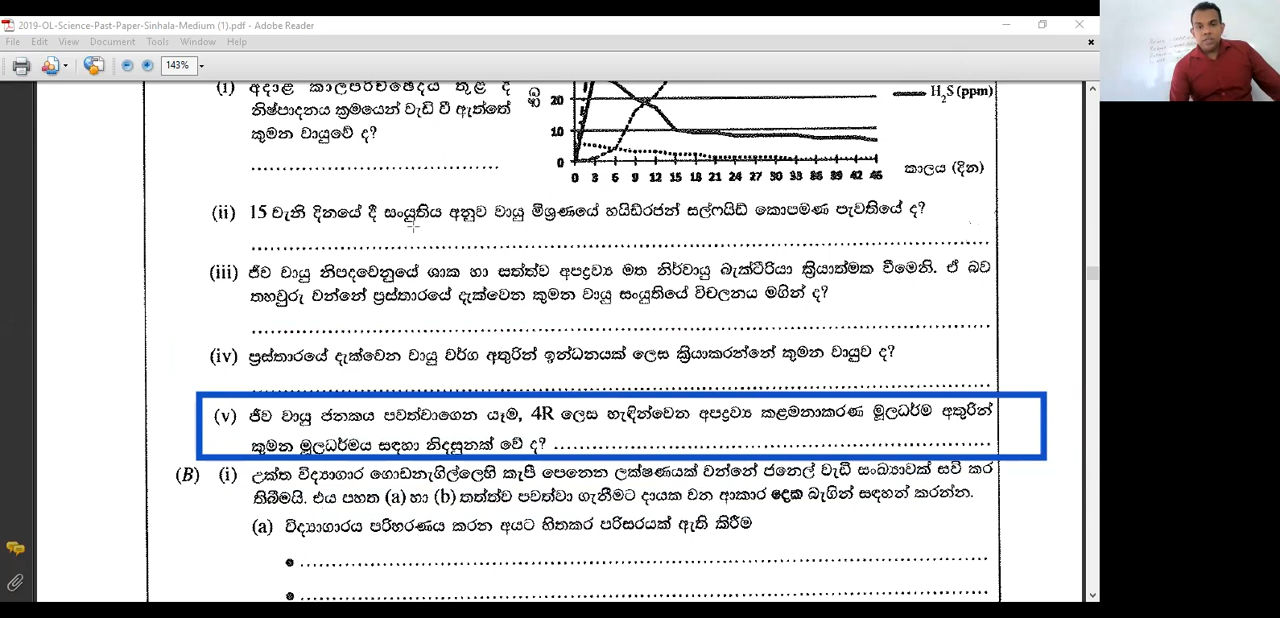 2019-OL-Science-Past-Paper-Sinhala-Medium (1).pdf - Adobe Reader
File Edit View Document Tools Window Help
143%
(i) අදාළ කාලපරිච්ඡේදය තුළ දී
නිෂ්පාදනය ක්‍රමයෙන් වැඩි වී ඇත්තේ
කුමන වායුවේ ද?
20
10
0
H₂S (ppm)
0 3 6 9 12 15 18 21 24 27 30 33 36 39 42 45
කාලය (දින)
(ii) 15 වැනි දිනයේ දී සංයුතිය අනුව වායු මිශ්‍රණයේ හයිඩ්රජන් සල්ෆයිඩ් කොපමණ පැවතියේ ද?
(iii) ජීව වායු නිපදවෙනුයේ ශාක හා සත්ත්ව අපද්‍රව්‍ය මත නිර්වායු බැක්ටීරියා ක්‍රියාත්මක වීමෙනි. ඒ බව
තහවුරු වන්නේ ප්‍රස්තාරයේ දැක්වෙන කුමන වායු සංයුතියේ විචලනය මගින් ද?
(iv) ප්‍රස්තාරයේ දැක්වෙන වායු වර්ග අතුරින් ඉන්ධනයක් ලෙස ක්‍රියාකරන්නේ කුමන වායුව ද?
(v) ජීව වායු ජනකය පවත්වාගෙන යෑම, 4R ලෙස හැඳින්වෙන අපද්‍රව්‍ය කළමනාකරණ මූලධර්ම අතුරින්
කුමන මූලධර්මය සඳහා නිදසුනක් වේ ද?
(B) (i) උක්ත විද්‍යාගාර ගොඩනැගිල්ලෙහි කැපී පෙනෙන ලක්ෂණයක් වන්නේ ජනෙල් වැඩි සංඛ්‍යාවක් සවි කර
තිබීමයි. එය පහත (a) හා (b) තත්ත්ව පවත්වා ගැනීමට දායක වන ආකාර දෙක බැගින් සඳහන් කරන්න.
(a) විද්‍යාගාරය පරිහරණය කරන අයට හිතකර පරිසරයක් ඇති කිරීම